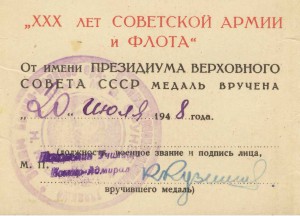 „XXX ЛЕТ СОВЕТСКОЙ АРМИИ
и ФЛОТА“
От имени ПРЕЗИДИУМА ВЕРХОВНОГО
СОВЕТА СССР МЕДАЛЬ ВРУЧЕНА
„20“ июля 1948 года.
(должность, военное звание и подпись лица,
М. П.
Контр-Адмирал
вручившего медаль)